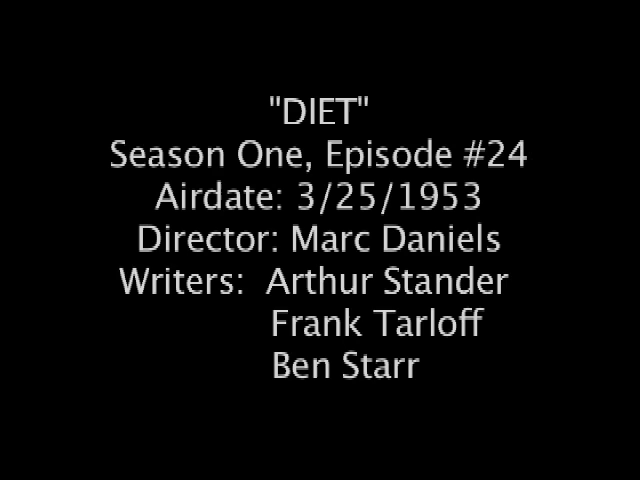 "DIET"
Season One, Episode #24
Airdate: 3/25/1953
Director: Marc Daniels
Writers: Arthur Stander
Frank Tarloff
Ben Starr